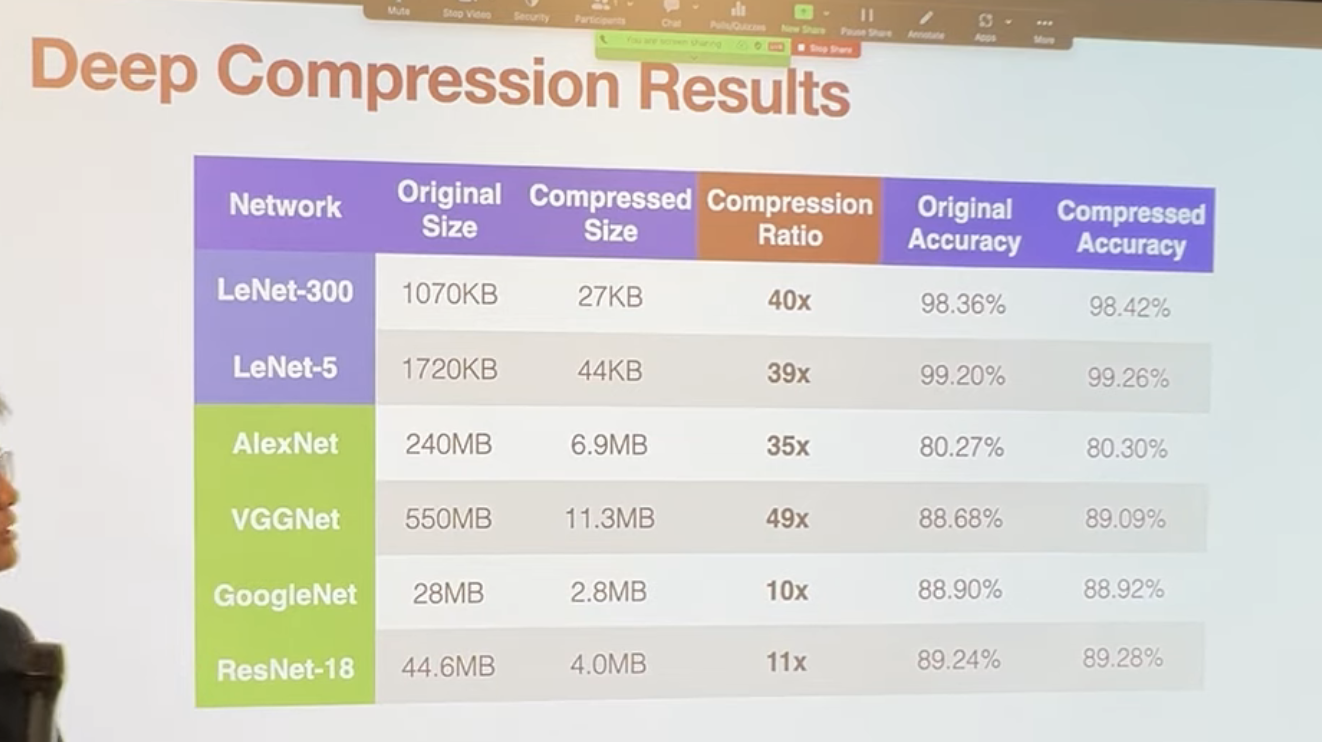 Mute Stop Video Security Participants Chat Polls/Quizzes New Share Pause Share Annotate Apps More
You are screen sharing Stop Share
Deep Compression Results
Network Original Size Compressed Size Compression Ratio Original Accuracy Compressed Accuracy
LeNet-300 1070KB 27KB 40x 98.36% 98.42%
LeNet-5 1720KB 44KB 39x 99.20% 99.26%
AlexNet 240MB 6.9MB 35x 80.27% 80.30%
VGGNet 550MB 11.3MB 49x 88.68% 89.09%
GoogleNet 28MB 2.8MB 10x 88.90% 88.92%
ResNet-18 44.6MB 4.0MB 11x 89.24% 89.28%